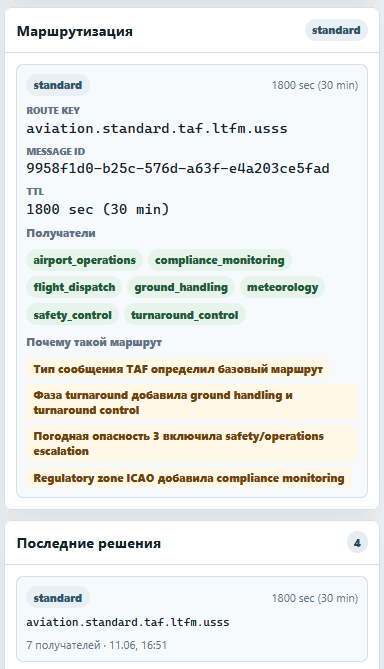 Маршрутизация
standard
standard
1800 sec (30 min)
ROUTE KEY
aviation.standard.taf.ltfm.usss
MESSAGE ID
9958f1d0-b25c-576d-a63f-e4a203ce5fad
TTL
1800 sec (30 min)
Получатели
airport_operations
compliance_monitoring
flight_dispatch
ground_handling
meteorology
safety_control
turnaround_control
Почему такой маршрут
Тип сообщения TAF определил базовый маршрут
Фаза turnaround добавила ground handling и
turnaround control
Погодная опасность 3 включила safety/operations
escalation
Regulatory zone ICAO добавила compliance monitoring
Последние решения
4
standard
1800 sec (30 min)
aviation.standard.taf.ltfm.usss
7 получателей · 11.06, 16:51